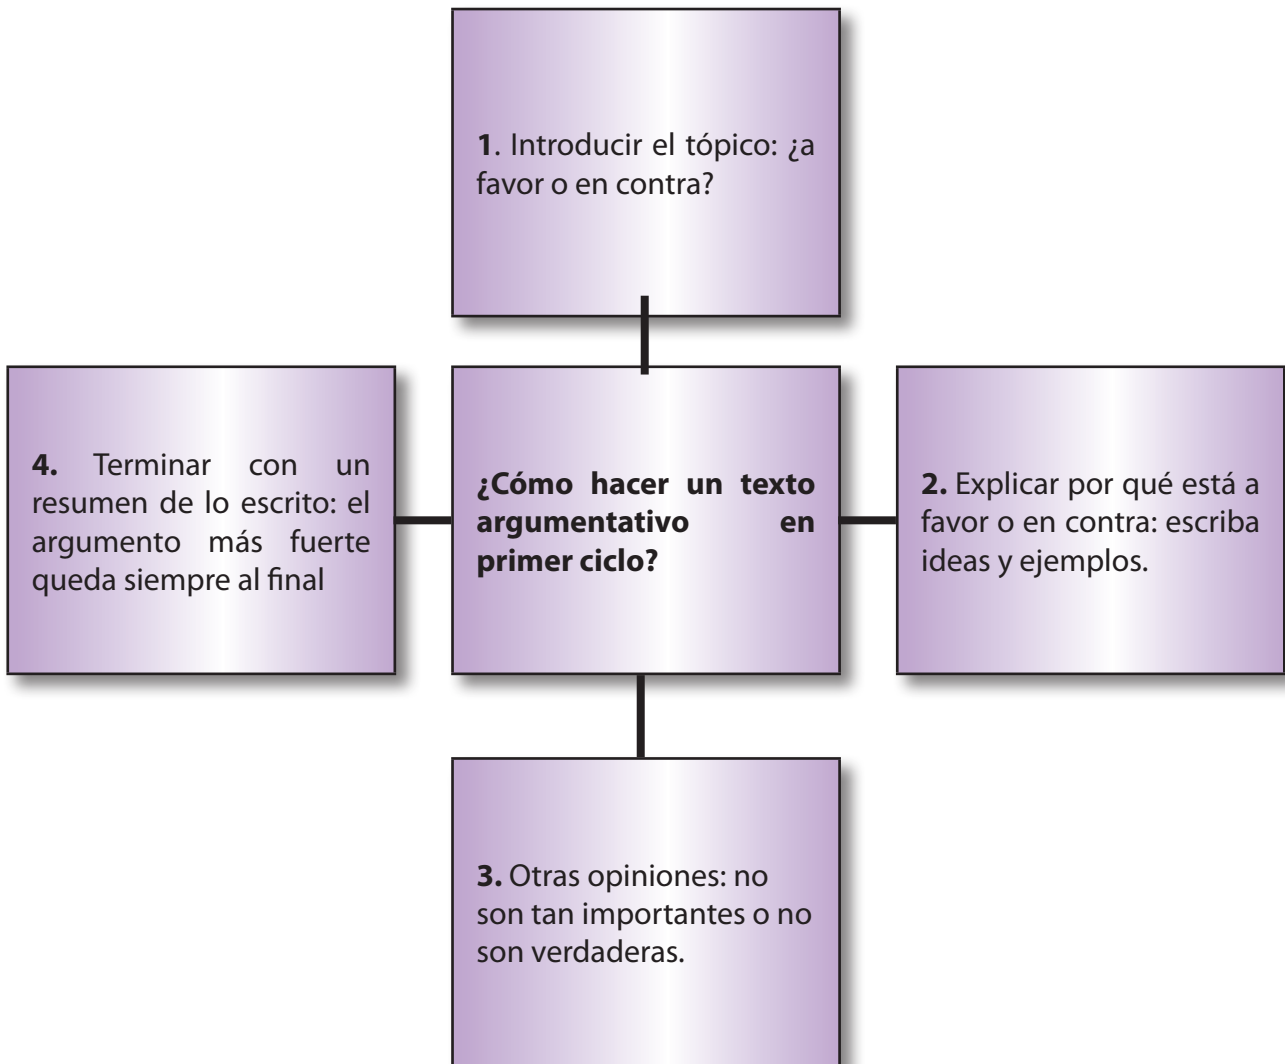 1. Introducir el tópico: ¿a
favor o en contra?
4. Terminar con un
resumen de lo escrito: el
argumento más fuerte
queda siempre al final
¿Cómo hacer un texto
argumentativo en
primer ciclo?
2. Explicar por qué está a
favor o en contra: escriba
ideas y ejemplos.
3. Otras opiniones: no
son tan importantes o no
son verdaderas.